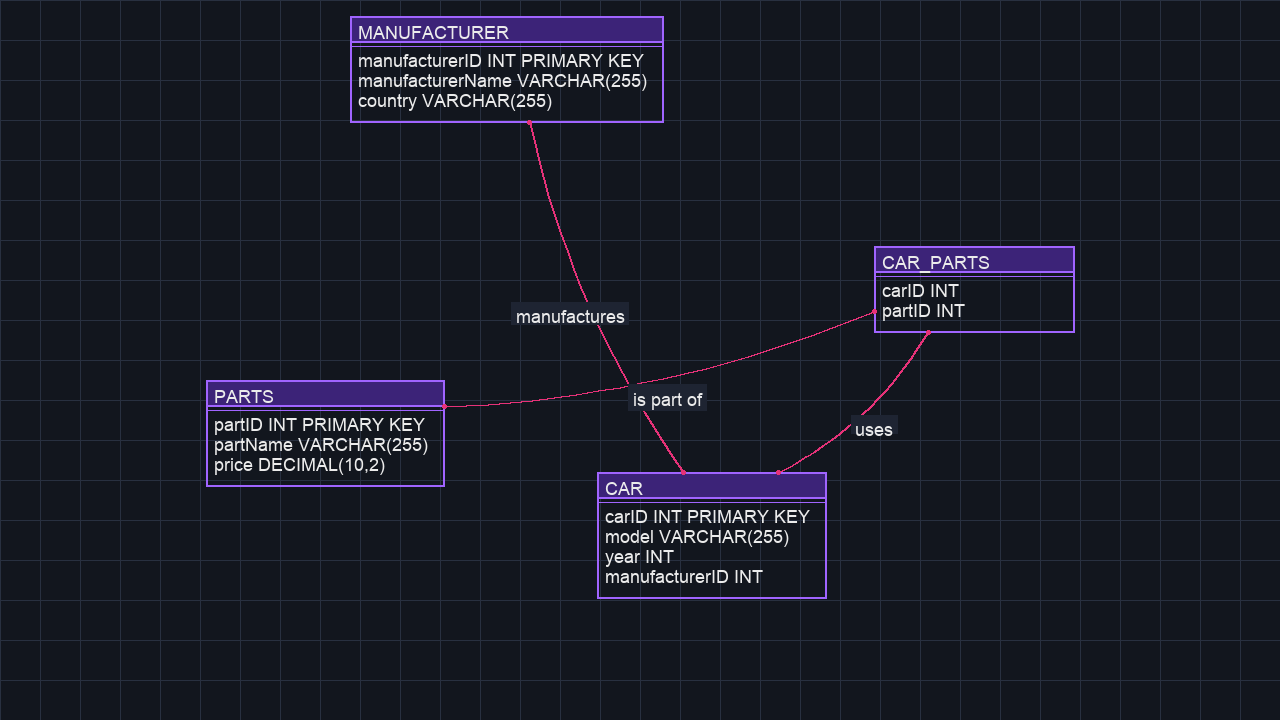 MANUFACTURER
manufacturerID INT PRIMARY KEY
manufacturerName VARCHAR(255)
country VARCHAR(255)
CAR_PARTS
carID INT
partID INT
manufactures
PARTS
partID INT PRIMARY KEY
partName VARCHAR(255)
price DECIMAL(10,2)
is part of
uses
CAR
carID INT PRIMARY KEY
model VARCHAR(255)
year INT
manufacturerID INT